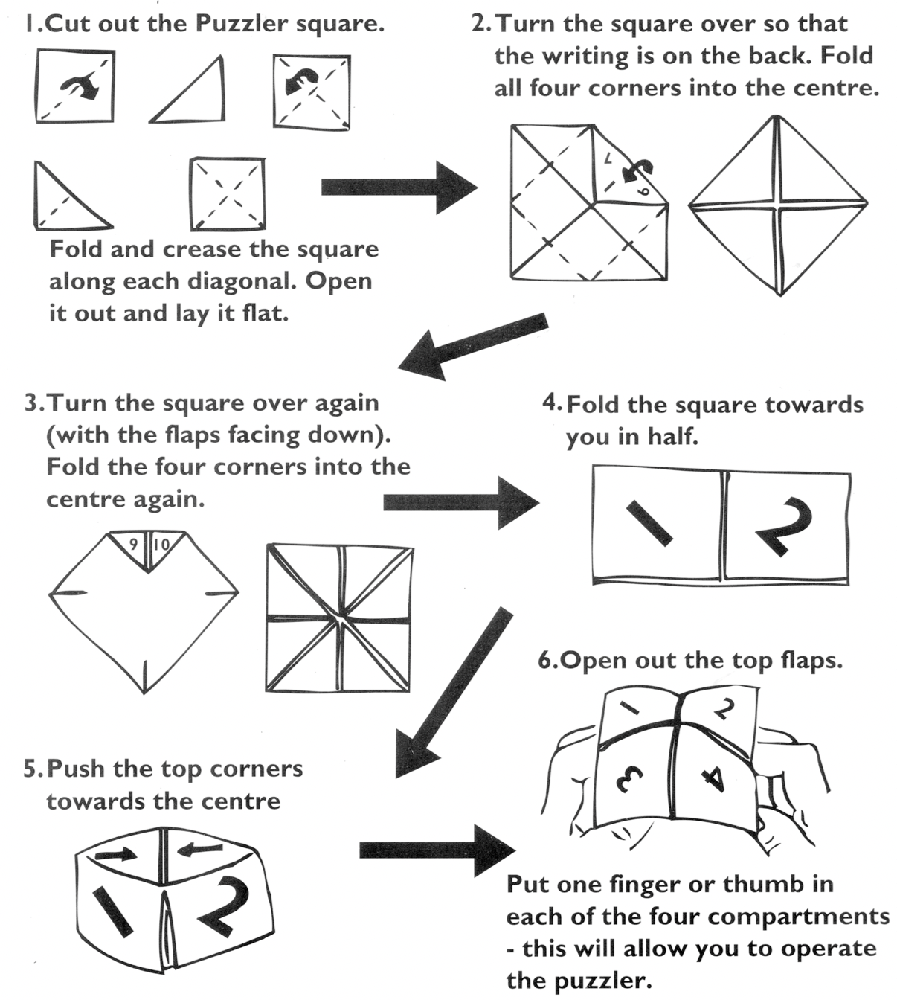 1. Cut out the Puzzler square.
Fold and crease the square
along each diagonal. Open
it out and lay it flat.
2. Turn the square over so that
the writing is on the back. Fold
all four corners into the centre.
7
1
6
3. Turn the square over again
(with the flaps facing down).
Fold the four corners into the
centre again.
9 10
4. Fold the square towards
you in half.
1 2
5. Push the top corners
towards the centre
1 2
6. Open out the top flaps.
1 2
3 4
Put one finger or thumb in
each of the four compartments
- this will allow you to operate
the puzzler.